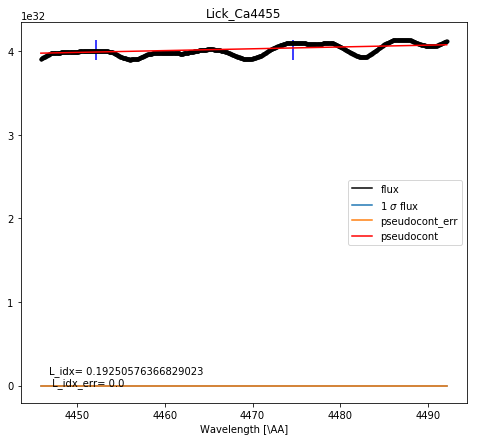 Lick_Ca4455
1e32
4
3
2
1
0
flux
1 σ flux
pseudocont_err
pseudocont
L_idx= 0.19250576366829023
L_idx_err= 0.0
4450 4460 4470 4480 4490
Wavelength [\AA]